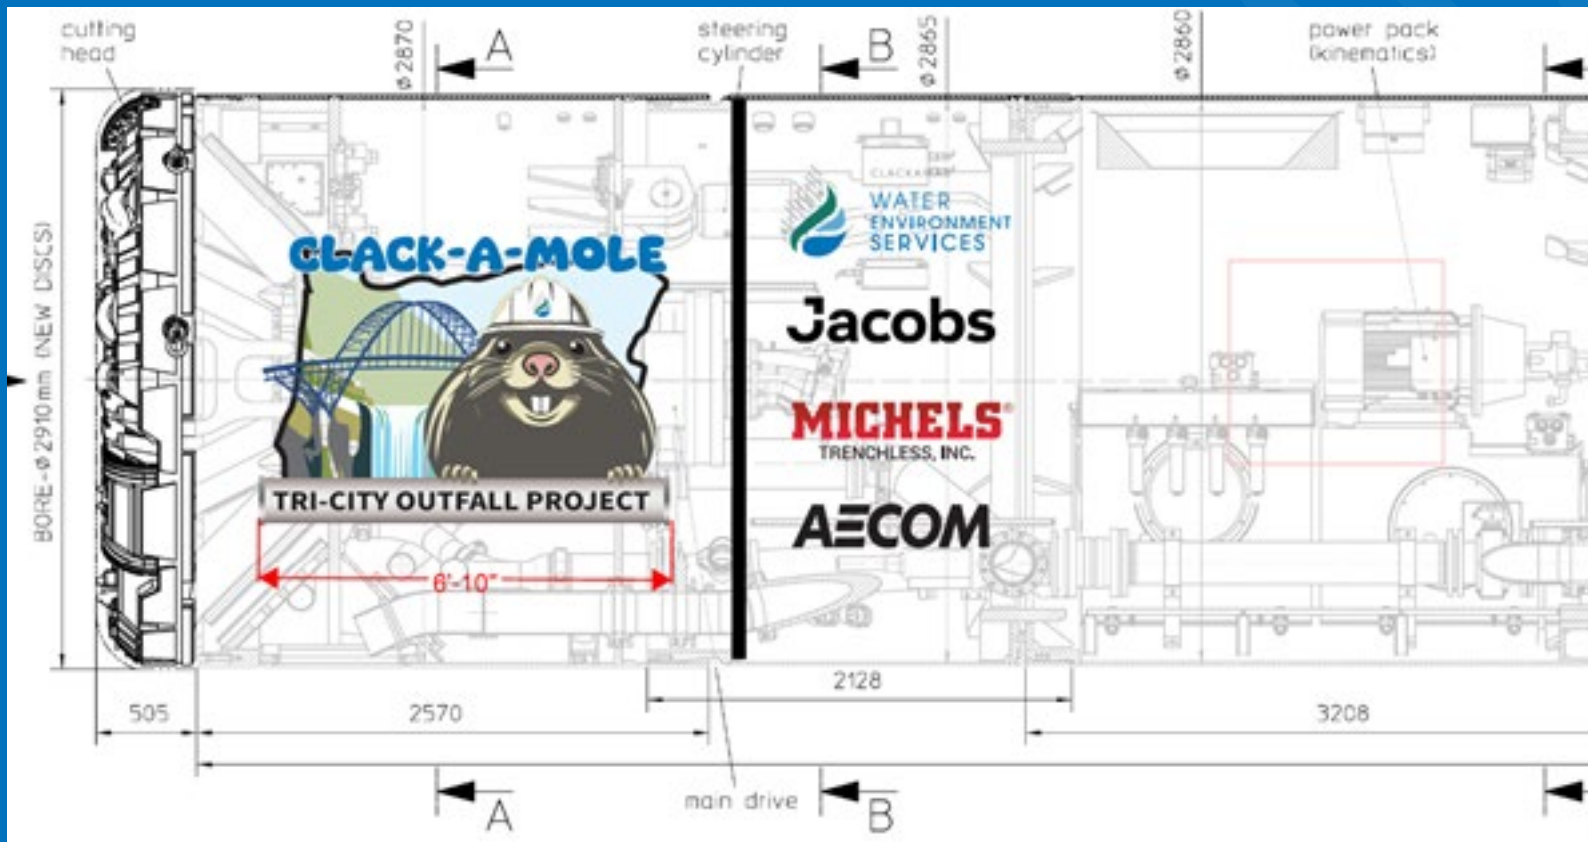 cutting
head
ø2870
A
steering
cylinder
B
ø2865
ø2860
power pack
(kinematics)
BORE-ø2910mm (NEW DISCS)
CLACK-A-MOLE
TRI-CITY OUTFALL PROJECT
6'-10"
CLACKAMAS
WATER
ENVIRONMENT
SERVICES
Jacobs
MICHELS®
TRENCHLESS, INC.
AECOM
505
2570
2128
3208
main drive
A
B